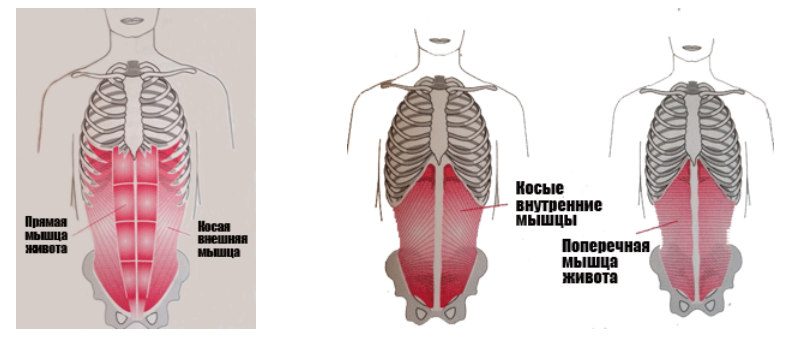 Прямая
мышца
живота
Косая
внешняя
мышца
Косые
внутренние
мышцы
Поперечная
мышца
живота